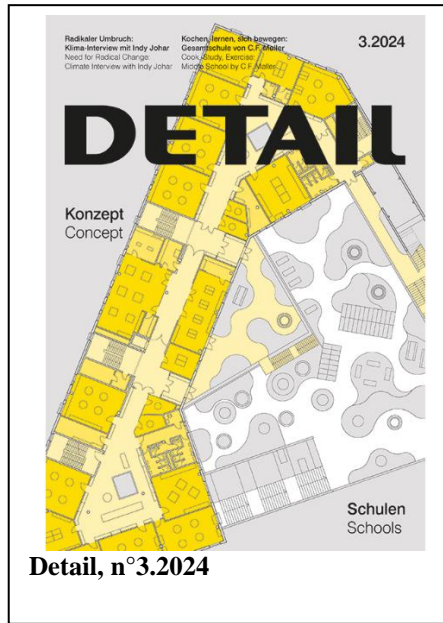 Radikaler Umbruch:
Klima-Interview mit Indy Johar
Need for Radical Change:
Climate Interview with Indy Johar
Kochen, lernen, sich bewegen:
Gesamtschule von C.F. Møller
Cook, Study, Exercise:
Middle School by C.F. Møller
3.2024
DETAIL
Konzept
Concept
Schulen
Schools
Detail, n°3.2024